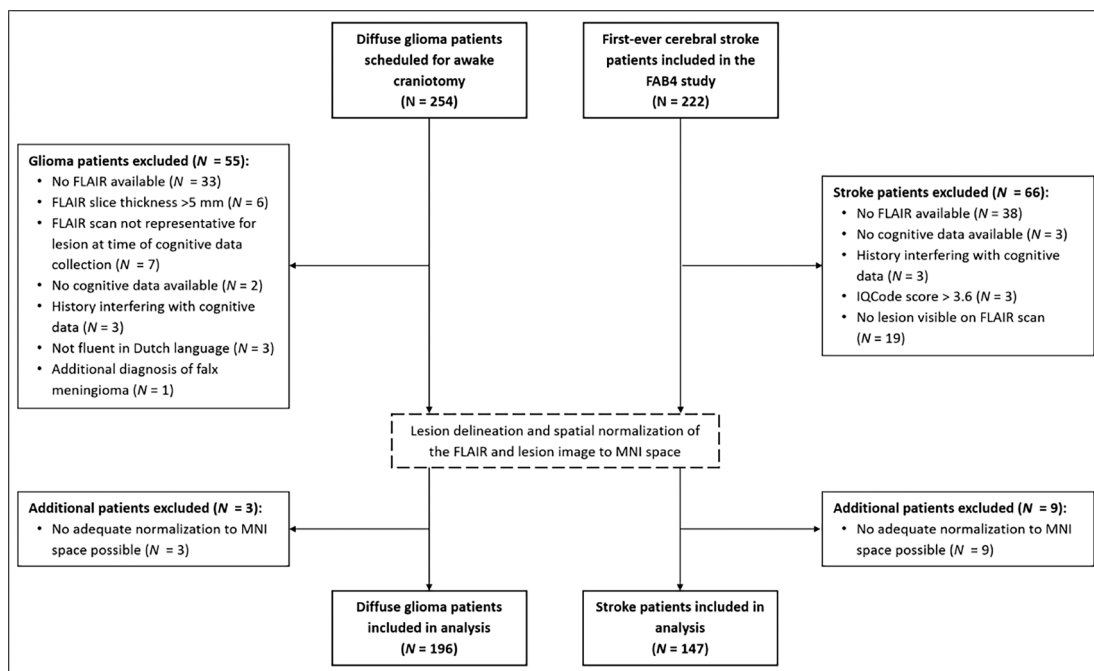 Diffuse glioma patients
scheduled for awake
craniotomy
(N = 254)
First-ever cerebral stroke
patients included in the
FAB4 study
(N = 222)
Glioma patients excluded (N = 55):
• No FLAIR available (N = 33)
• FLAIR slice thickness >5 mm (N = 6)
• FLAIR scan not representative for
lesion at time of cognitive data
collection (N = 7)
• No cognitive data available (N = 2)
• History interfering with cognitive
data (N = 3)
• Not fluent in Dutch language (N = 3)
• Additional diagnosis of falx
meningioma (N = 1)
Stroke patients excluded (N = 66):
• No FLAIR available (N = 38)
• No cognitive data available (N = 3)
• History interfering with cognitive
data (N = 3)
• IQCode score > 3.6 (N = 3)
• No lesion visible on FLAIR scan
(N = 19)
Lesion delineation and spatial normalization of
the FLAIR and lesion image to MNI space
Additional patients excluded (N = 3):
• No adequate normalization to MNI
space possible (N = 3)
Additional patients excluded (N = 9):
• No adequate normalization to MNI
space possible (N = 9)
Diffuse glioma patients
included in analysis
(N = 196)
Stroke patients included in
analysis
(N = 147)